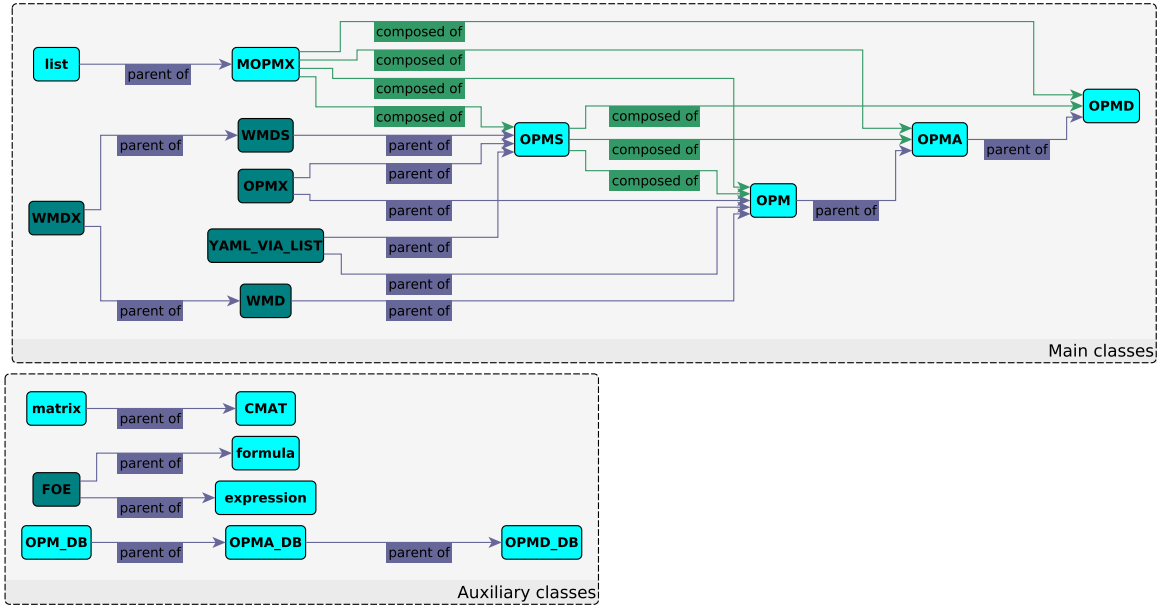 composed of
list
MOPMX
composed of
parent of
composed of
OPMD
composed of
composed of
WMDS
OPMS
OPMA
parent of
parent of
composed of
parent of
parent of
OPMX
composed of
OPM
parent of
parent of
WMDX
YAML_VIA_LIST
parent of
parent of
WMD
parent of
parent of
Main classes
matrix
CMAT
parent of
formula
parent of
FOE
expression
parent of
OPM_DB
OPMA_DB
OPMD_DB
parent of
parent of
Auxiliary classes